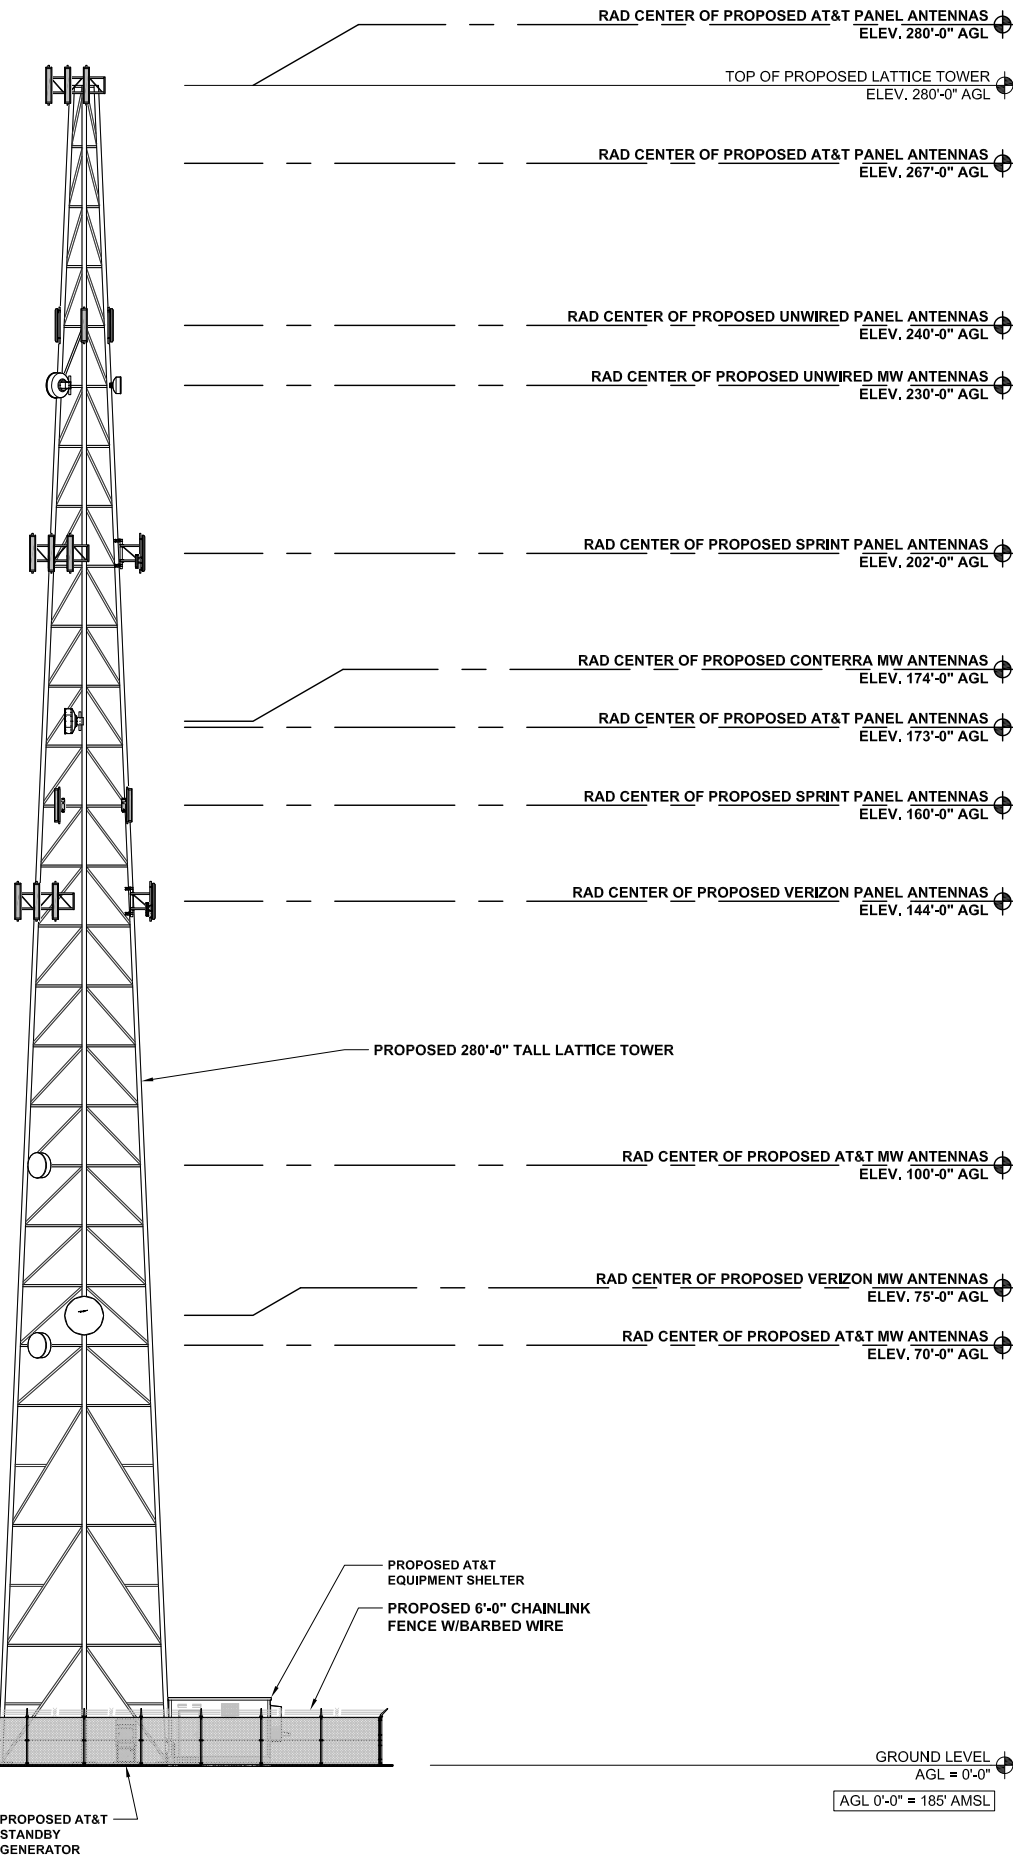 RAD CENTER OF PROPOSED AT&T PANEL ANTENNAS
ELEV. 280'-0" AGL
TOP OF PROPOSED LATTICE TOWER
ELEV. 280'-0" AGL
RAD CENTER OF PROPOSED AT&T PANEL ANTENNAS
ELEV. 267'-0" AGL
RAD CENTER OF PROPOSED UNWIRED PANEL ANTENNAS
ELEV. 240'-0" AGL
RAD CENTER OF PROPOSED UNWIRED MW ANTENNAS
ELEV. 230'-0" AGL
RAD CENTER OF PROPOSED SPRINT PANEL ANTENNAS
ELEV. 202'-0" AGL
RAD CENTER OF PROPOSED CONTERRA MW ANTENNAS
ELEV. 174'-0" AGL
RAD CENTER OF PROPOSED AT&T PANEL ANTENNAS
ELEV. 173'-0" AGL
RAD CENTER OF PROPOSED SPRINT PANEL ANTENNAS
ELEV. 160'-0" AGL
RAD CENTER OF PROPOSED VERIZON PANEL ANTENNAS
ELEV. 144'-0" AGL
PROPOSED 280'-0" TALL LATTICE TOWER
RAD CENTER OF PROPOSED AT&T MW ANTENNAS
ELEV. 100'-0" AGL
RAD CENTER OF PROPOSED VERIZON MW ANTENNAS
ELEV. 75'-0" AGL
RAD CENTER OF PROPOSED AT&T MW ANTENNAS
ELEV. 70'-0" AGL
PROPOSED AT&T
EQUIPMENT SHELTER
PROPOSED 6'-0" CHAINLINK
FENCE W/BARBED WIRE
GROUND LEVEL
AGL = 0'-0"
AGL 0'-0" = 185' AMSL
PROPOSED AT&T
STANDBY
GENERATOR